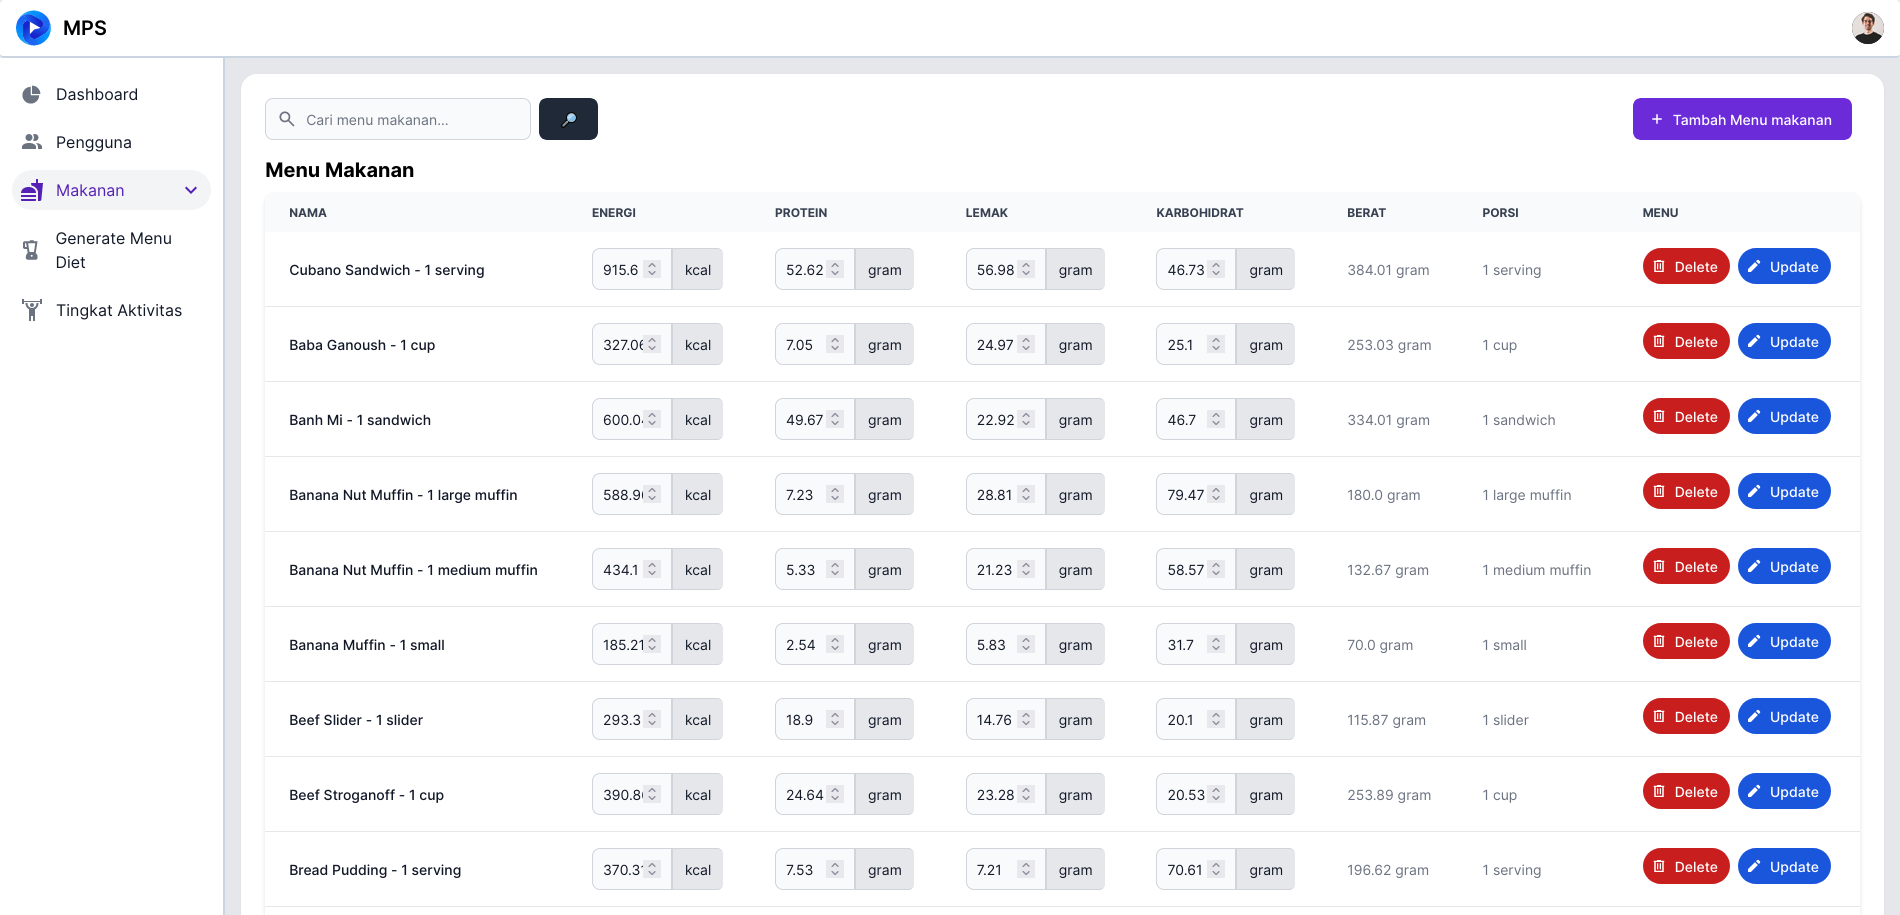 MPS
Dashboard
Pengguna
Makanan
Generate Menu
Diet
Tingkat Aktivitas
Cari menu makanan...
+ Tambah Menu makanan
Menu Makanan
NAMA ENERGI PROTEIN LEMAK KARBOHIDRAT BERAT PORSI MENU
Cubano Sandwich - 1 serving 915.6 kcal 52.62 gram 56.98 gram 46.73 gram 384.01 gram 1 serving Delete Update
Baba Ganoush - 1 cup kcal 7.05 gram 24.97 gram 25.1 gram 253.03 gram 1 cup Delete Update
Banh Mi - 1 sandwich kcal 49.67 gram 22.92 gram 46.7 gram 334.01 gram 1 sandwich Delete Update
Banana Nut Muffin - 1 large muffin kcal 7.23 gram 28.81 gram 79.47 gram 180.0 gram 1 large muffin Delete Update
Banana Nut Muffin - 1 medium muffin 434.1 kcal 5.33 gram 21.23 gram 58.57 gram 132.67 gram 1 medium muffin Delete Update
Banana Muffin - 1 small 185.21 kcal 2.54 gram 5.83 gram 31.7 gram 70.0 gram 1 small Delete Update
Beef Slider - 1 slider 293.3 kcal 18.9 gram 14.76 gram 20.1 gram 115.87 gram 1 slider Delete Update
Beef Stroganoff - 1 cup kcal 24.64 gram 23.28 gram 20.53 gram 253.89 gram 1 cup Delete Update
Bread Pudding - 1 serving kcal 7.53 gram 7.21 gram 70.61 gram 196.62 gram 1 serving Delete Update